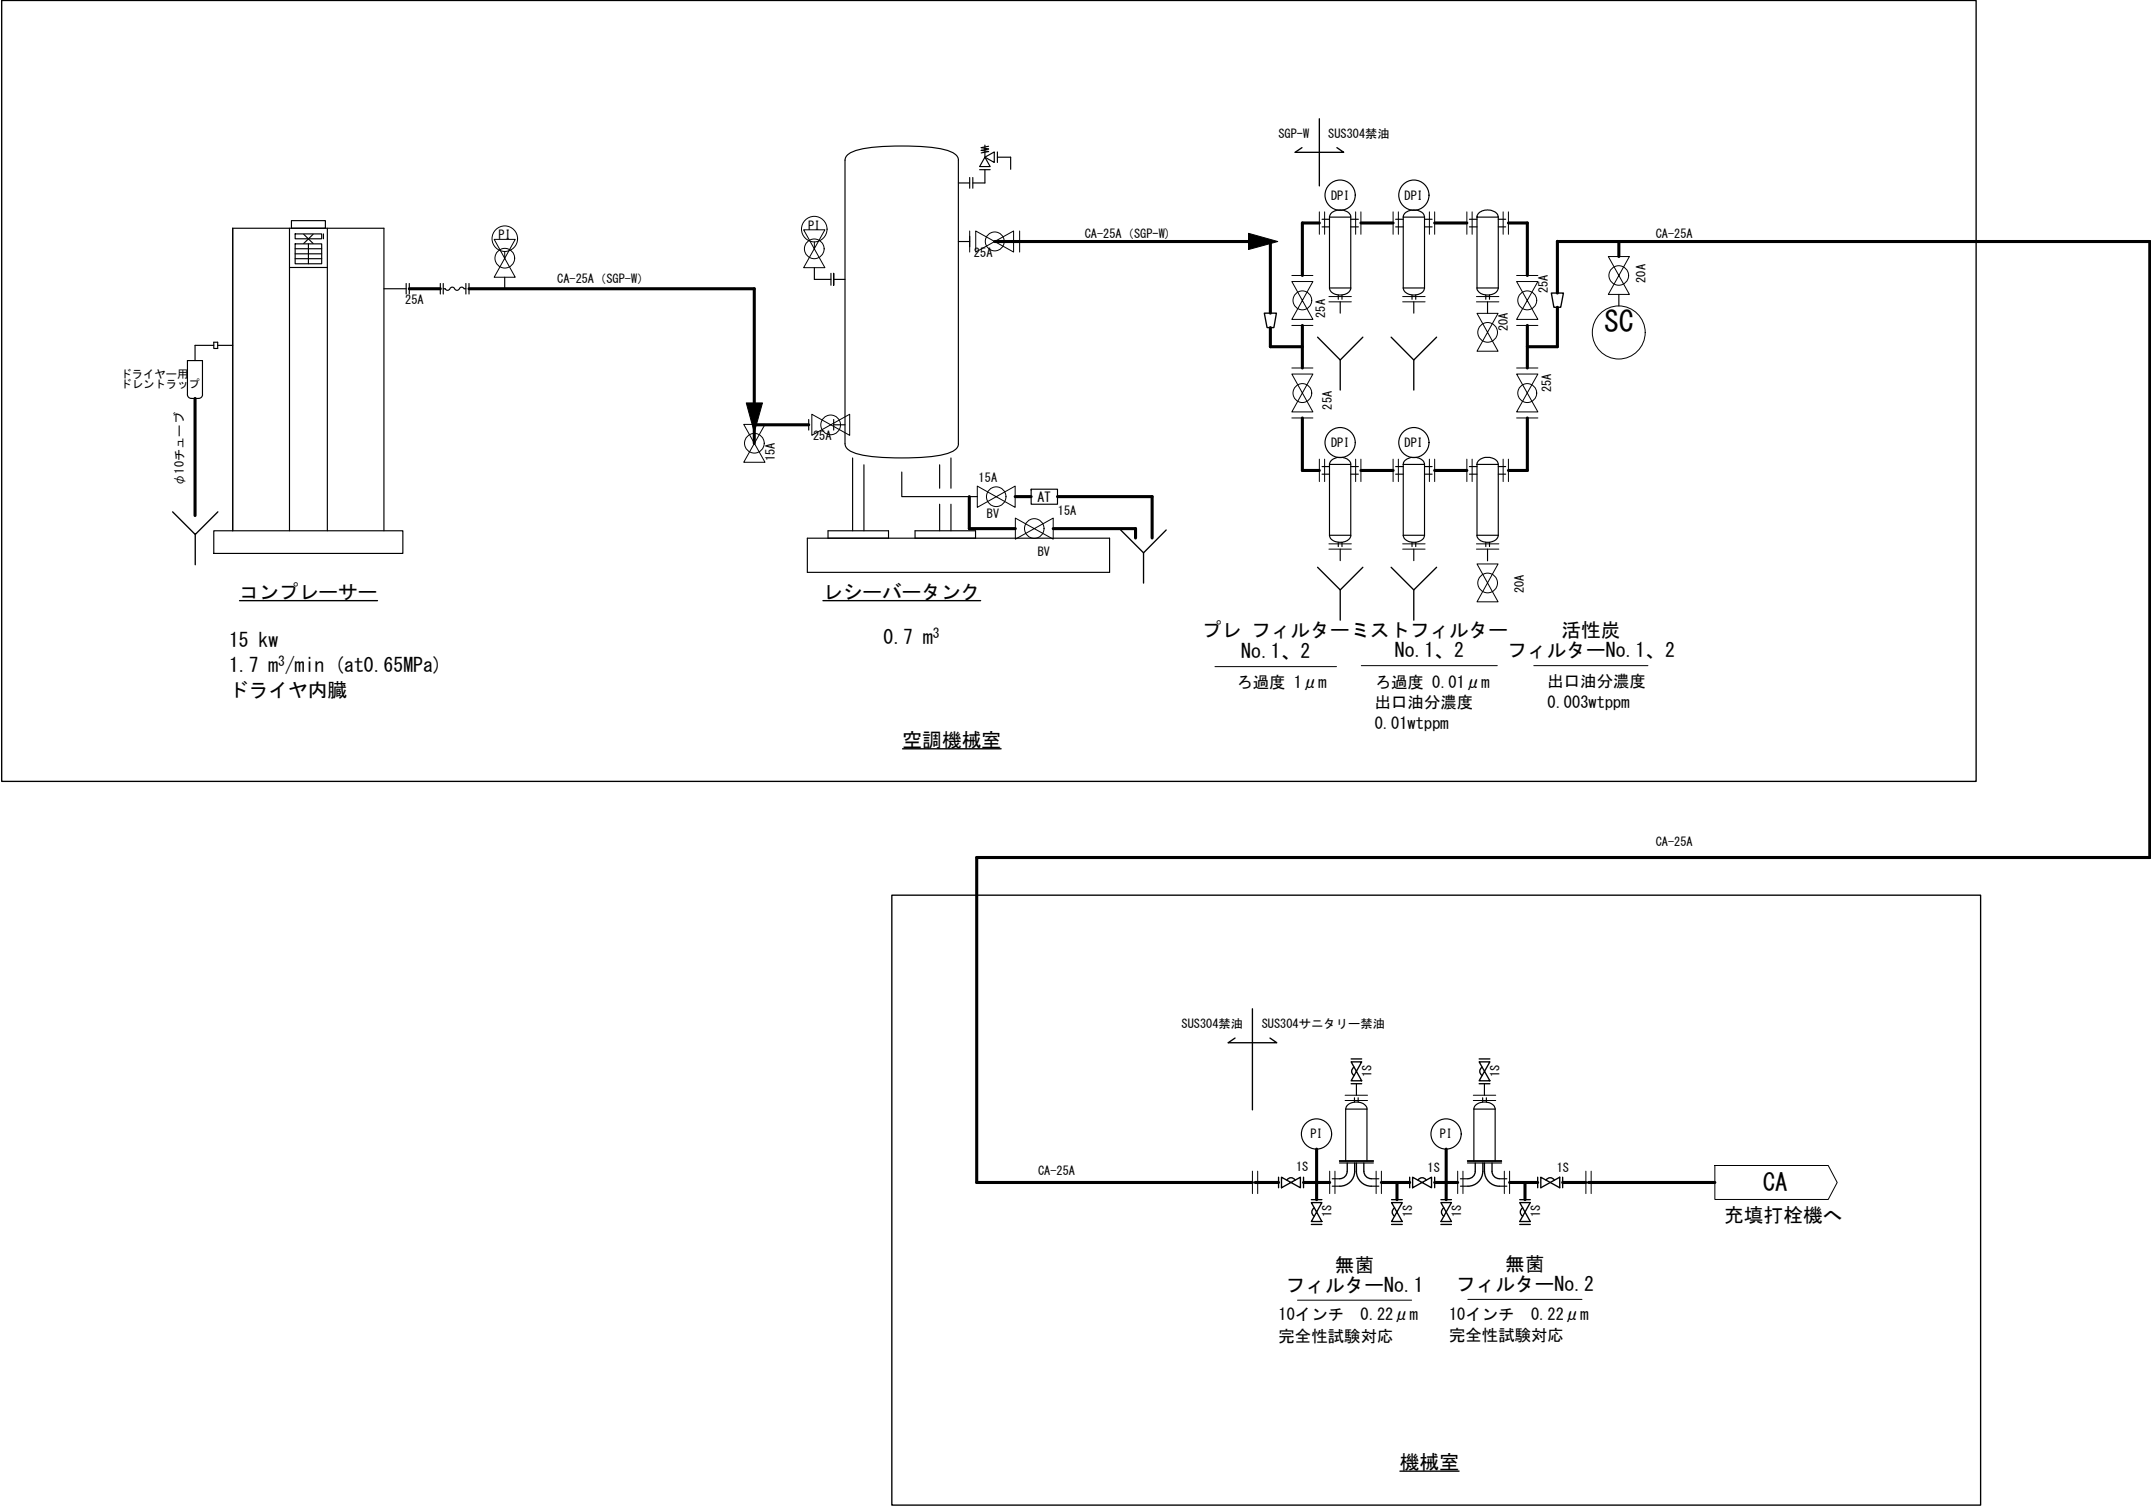 SGP-W
SUS304禁油
DPI
DPI
PI
PI
CA-25A (SGP-W)
25A
CA-25A
20A
SC
CA-25A (SGP-W)
25A
25A
25A
20A
ドライヤー用
ドレントラップ
φ10チューブ
25A
25A
25A
15A
DPI
DPI
15A
AT
15A
BV
BV
20A
コンプレーサー
15 kw
1.7 m³/min (at0.65MPa)
ドライヤ内臓
レシーバータンク
0.7 m³
プレ フィルター
No.1、2
ろ過度 1μm
ミストフィルター
No.1、2
ろ過度 0.01μm
出口油分濃度
0.01wtppm
活性炭
フィルターNo.1、2
出口油分濃度
0.003wtppm
空調機械室
CA-25A
SUS304禁油
SUS304サニタリー禁油
1S
1S
PI
PI
CA-25A
1S
1S
1S
1S
1S
1S
1S
CA
充填打栓機へ
無菌
フィルターNo.1
10インチ 0.22μm
完全性試験対応
無菌
フィルターNo.2
10インチ 0.22μm
完全性試験対応
機械室